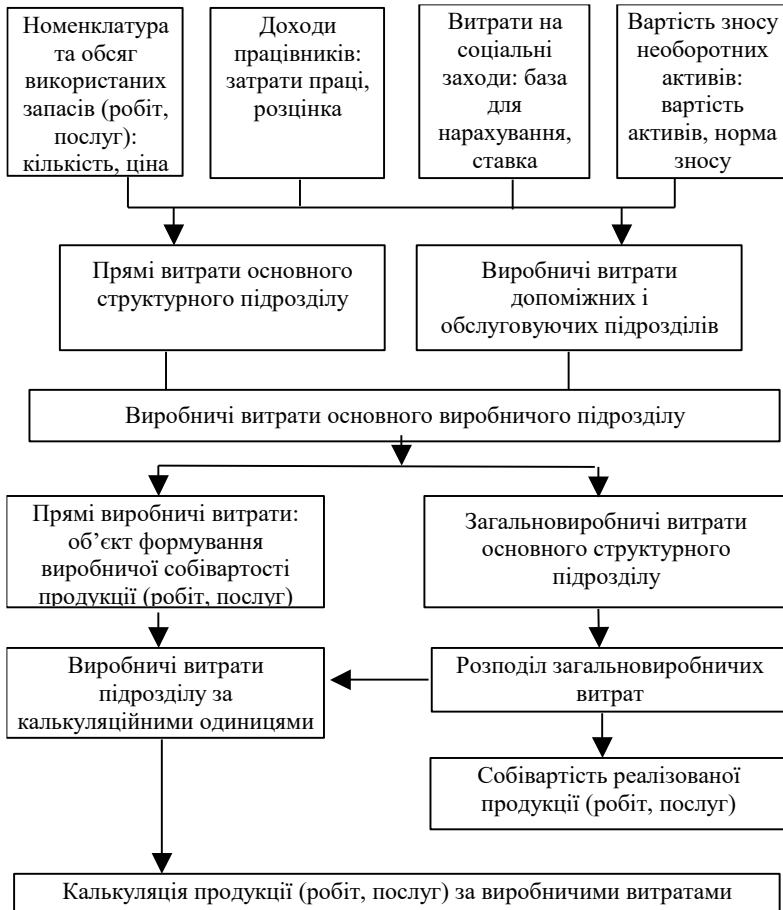 Номенклатура
та обсяг
використаних
запасів (робіт,
послуг):
кількість, ціна
Доходи
працівників:
затрати праці,
розцінка
Витрати на
соціальні
заходи: база
для
нарахування,
ставка
Вартість зносу
необоротних
активів:
вартість
активів, норма
зносу
Прямі витрати основного
структурного підрозділу
Виробничі витрати
допоміжних і
обслуговуючих підрозділів
Виробничі витрати основного виробничого підрозділу
Прямі виробничі витрати:
об’єкт формування
виробничої собівартості
продукції (робіт, послуг)
Загальновиробничі витрати
основного структурного
підрозділу
Виробничі витрати
підрозділу за
калькуляційними одиницями
Розподіл загальновиробничих
витрат
Собівартість реалізованої
продукції (робіт, послуг)
Калькуляція продукції (робіт, послуг) за виробничими витратами